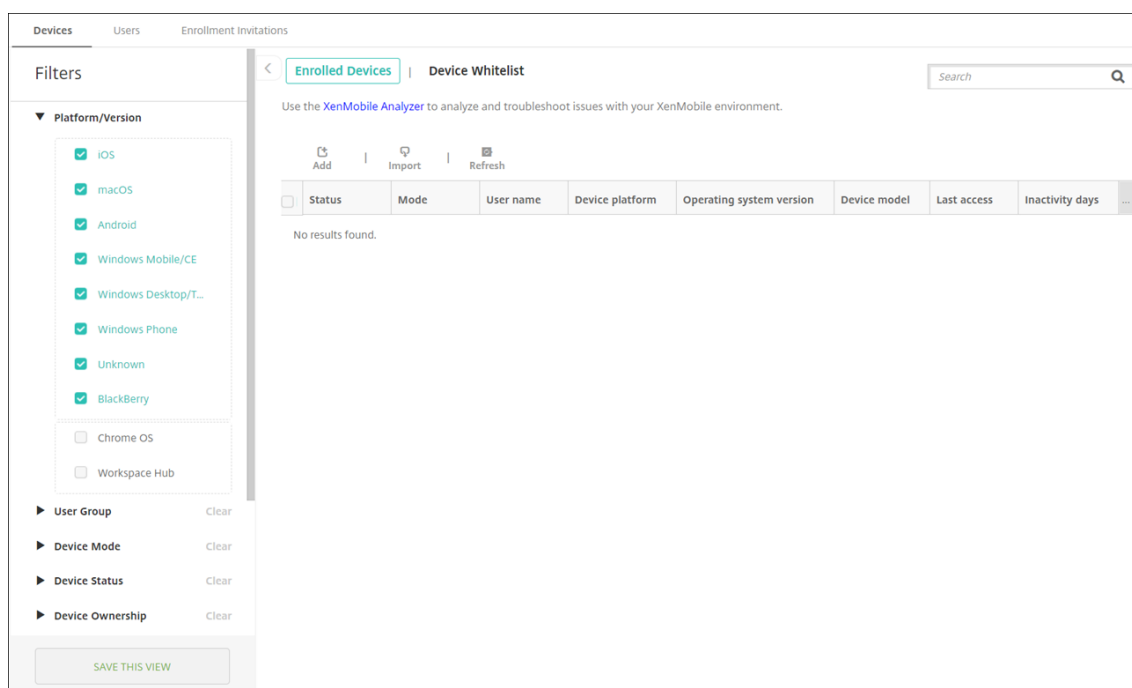 Devices Users Enrollment Invitations
Filters
Platform/Version
iOS
macOS
Android
Windows Mobile/CE
Windows Desktop/T...
Windows Phone
Unknown
BlackBerry
Chrome OS
Workspace Hub
User Group Clear
Device Mode Clear
Device Status Clear
Device Ownership Clear
SAVE THIS VIEW
Enrolled Devices | Device Whitelist
Search
Use the XenMobile Analyzer to analyze and troubleshoot issues with your XenMobile environment.
Add | Import | Refresh
Status Mode User name Device platform Operating system version Device model Last access Inactivity days ...
No results found.